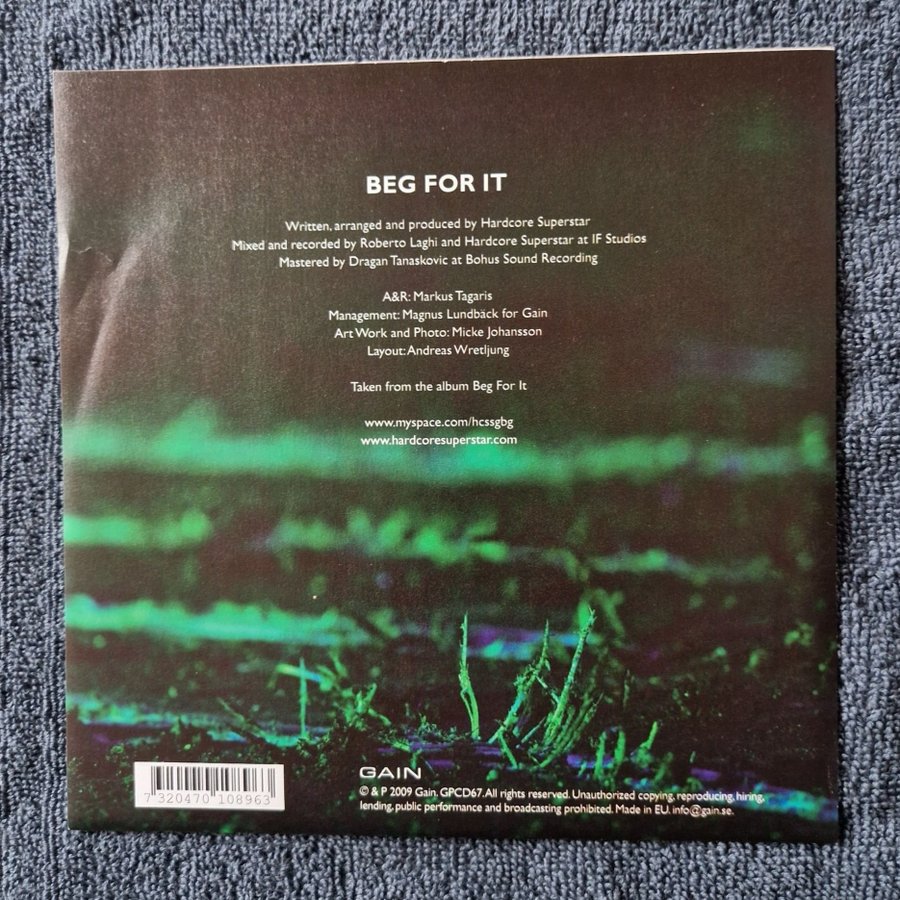 BEG FOR IT
Written, arranged and produced by Hardcore Superstar
Mixed and recorded by Roberto Laghi and Hardcore Superstar at IF Studios
Mastered by Dragan Tanaskovic at Bohus Sound Recording
A&R: Markus Tagaris
Management: Magnus Lundbäck for Gain
Art Work and Photo: Micke Johansson
Layout: Andreas Wretljung
Taken from the album Beg For It
www.myspace.com/hcssgbg
www.hardcoresuperstar.com
GAIN
7 320470 108963
© & P 2009 Gain. GPCD67. All rights reserved. Unauthorized copying, reproducing, hiring,
lending, public performance and broadcasting prohibited. Made in EU. info@gain.se.